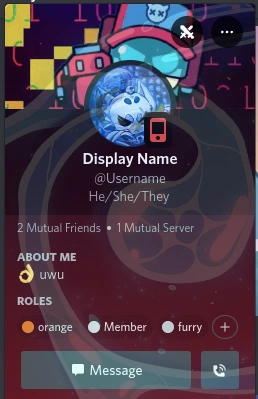 Display Name
@Username
He/She/They
2 Mutual Friends • 1 Mutual Server
ABOUT ME
👌 uwu
ROLES
orange Member furry +
Message